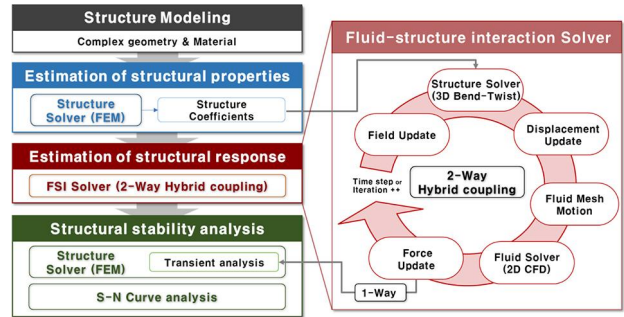 Structure Modeling
Complex geometry & Material
Estimation of structural properties
Structure
Solver (FEM)
Structure
Coefficients
Estimation of structural response
FSI Solver (2-Way Hybrid coupling)
Structural stability analysis
Structure
Solver (FEM)
Transient analysis
S-N Curve analysis
Fluid-structure interaction Solver
Structure Solver
(3D Bend-Twist)
Displacement
Update
Fluid Mesh
Motion
Fluid Solver
(2D CFD)
Force
Update
Field Update
Time step or
Iteration ++
2-Way
Hybrid coupling
1-Way